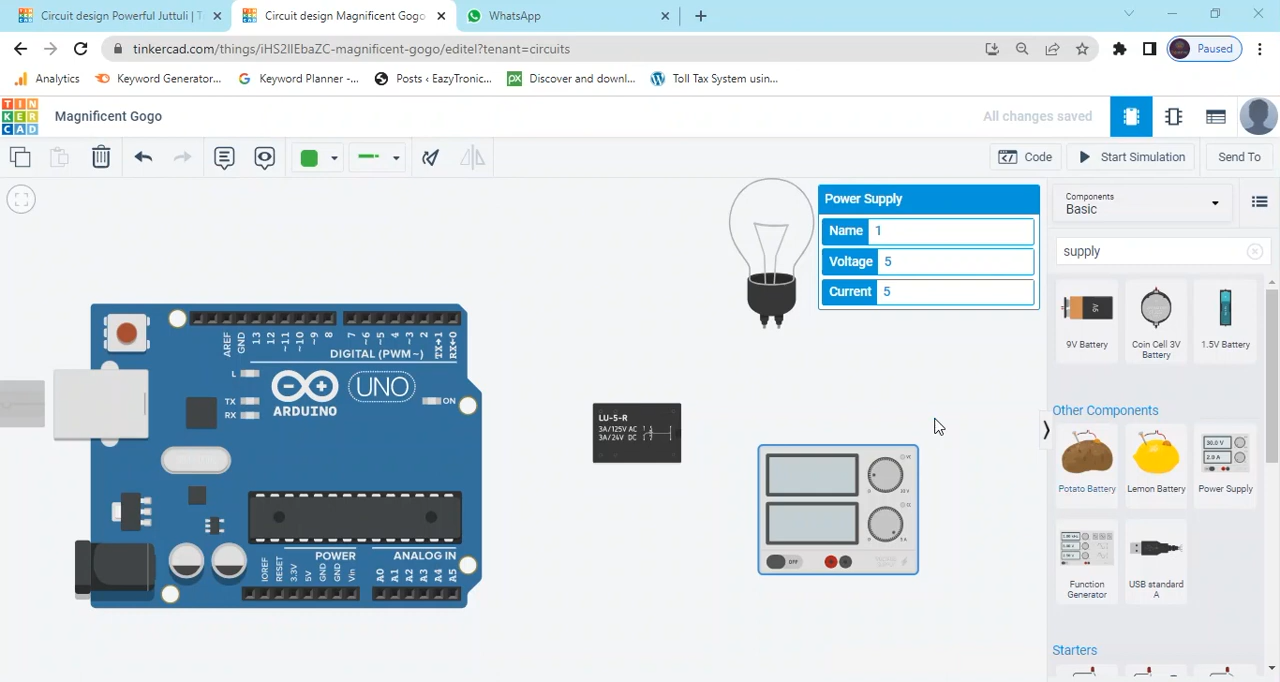 Circuit design Powerful Juttuli | T
Circuit design Magnificent Gogo
WhatsApp
tinkercad.com/things/iHS2lIEbaZC-magnificent-gogo/editel?tenant=circuits
Paused
Analytics
Keyword Generator...
Keyword Planner -...
Posts ‹ EazyTronic...
Discover and downl...
Toll Tax System usin...
TIN
KER
CAD
Magnificent Gogo
All changes saved
Code
Start Simulation
Send To
Components
Basic
supply
Power Supply
Name 1
Voltage 5
Current 5
9V Battery
Coin Cell 3V Battery
1.5V Battery
Other Components
Potato Battery
Lemon Battery
Power Supply
Function Generator
USB standard A
Starters
AREF
GND
13
12
~11
~10
~9
8
7
~6
~5
4
~3
2
TX→1
RX←0
DIGITAL (PWM~)
L
TX
RX
UNO
ARDUINO
ON
POWER
ANALOG IN
IOREF
RESET
3.3V
5V
GND
GND
Vin
A0
A1
A2
A3
A4
A5
LU-5-R
3A/125V AC
3A/24V DC
OFF